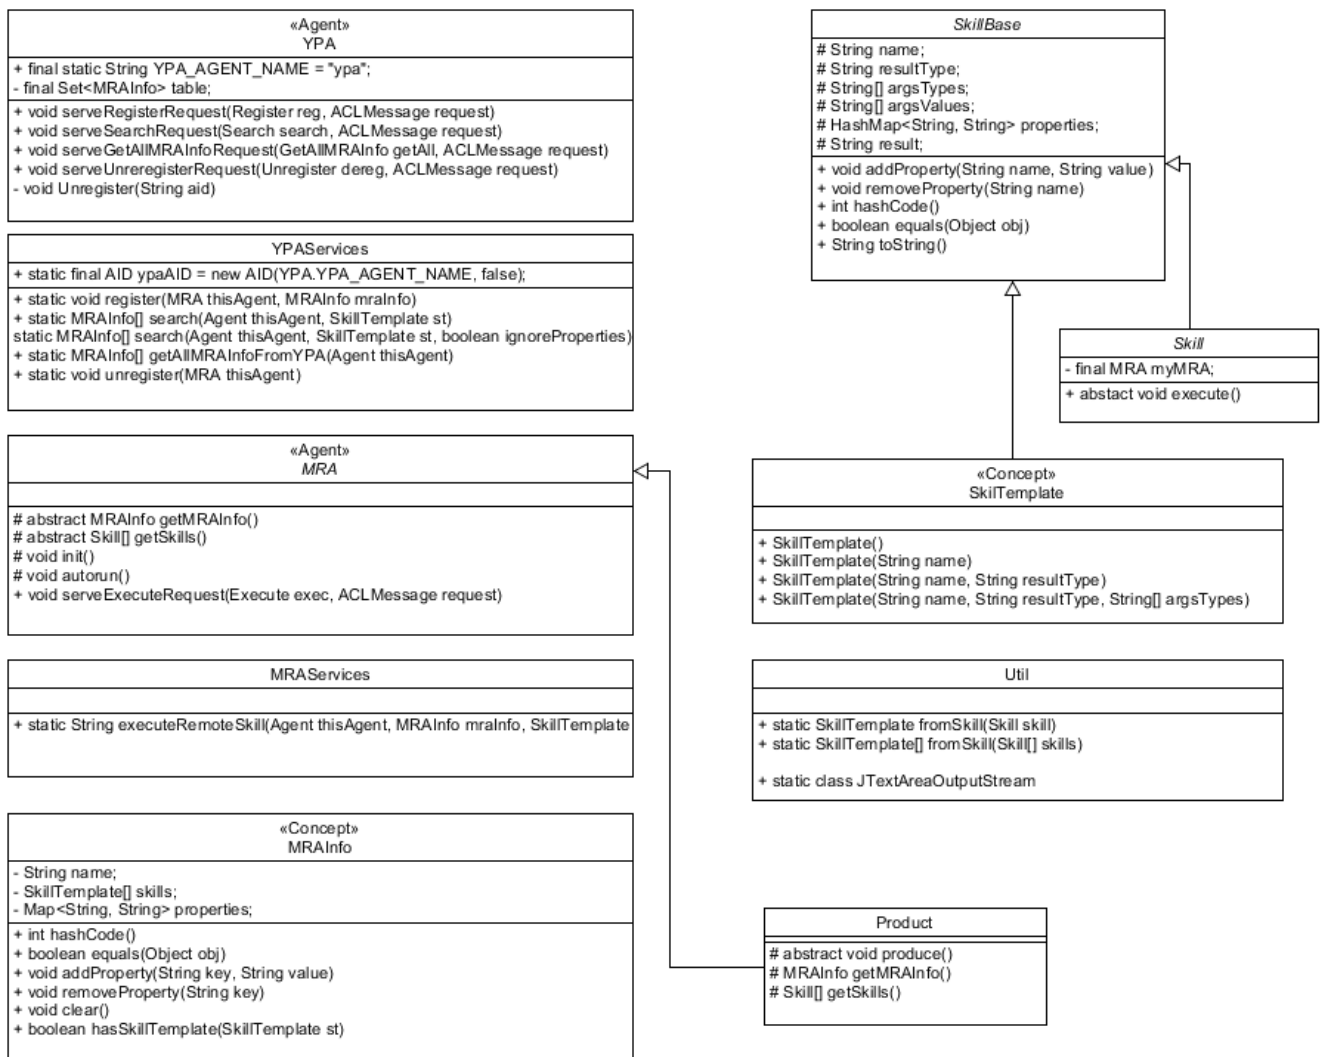 «Agent»
YPA
+ final static String YPA_AGENT_NAME = "ypa";
- final Set<MRAInfo> table;
+ void serveRegisterRequest(Register reg, ACLMessage request)
+ void serveSearchRequest(Search search, ACLMessage request)
+ void serveGetAllMRAInfoRequest(GetAllMRAInfo getAll, ACLMessage request)
+ void serveUnreregisterRequest(Unregister dereg, ACLMessage request)
- void Unregister(String aid)
YPAServices
+ static final AID ypaAID = new AID(YPA.YPA_AGENT_NAME, false);
+ static void register(MRA thisAgent, MRAInfo mraInfo)
+ static MRAInfo[] search(Agent thisAgent, SkillTemplate st)
static MRAInfo[] search(Agent thisAgent, SkillTemplate st, boolean ignoreProperties)
+ static MRAInfo[] getAllMRAInfoFromYPA(Agent thisAgent)
+ static void unregister(MRA thisAgent)
«Agent»
MRA
# abstract MRAInfo getMRAInfo()
# abstract Skill[] getSkills()
# void init()
# void autorun()
+ void serveExecuteRequest(Execute exec, ACLMessage request)
MRAServices
+ static String executeRemoteSkill(Agent thisAgent, MRAInfo mraInfo, SkillTemplate
«Concept»
MRAInfo
- String name;
- SkillTemplate[] skills;
- Map<String, String> properties;
+ int hashCode()
+ boolean equals(Object obj)
+ void addProperty(String key, String value)
+ void removeProperty(String key)
+ void clear()
+ boolean hasSkillTemplate(SkillTemplate st)
SkillBase
# String name;
# String resultType;
# String[] argsTypes;
# String[] argsValues;
# HashMap<String, String> properties;
# String result;
+ void addProperty(String name, String value)
+ void removeProperty(String name)
+ int hashCode()
+ boolean equals(Object obj)
+ String toString()
Skill
- final MRA myMRA;
+ abstact void execute()
«Concept»
SkilTemplate
+ SkillTemplate()
+ SkillTemplate(String name)
+ SkillTemplate(String name, String resultType)
+ SkillTemplate(String name, String resultType, String[] argsTypes)
Util
+ static SkillTemplate fromSkill(Skill skill)
+ static SkillTemplate[] fromSkill(Skill[] skills)
+ static class JTextAreaOutputStream
Product
# abstract void produce()
# MRAInfo getMRAInfo()
# Skill[] getSkills()